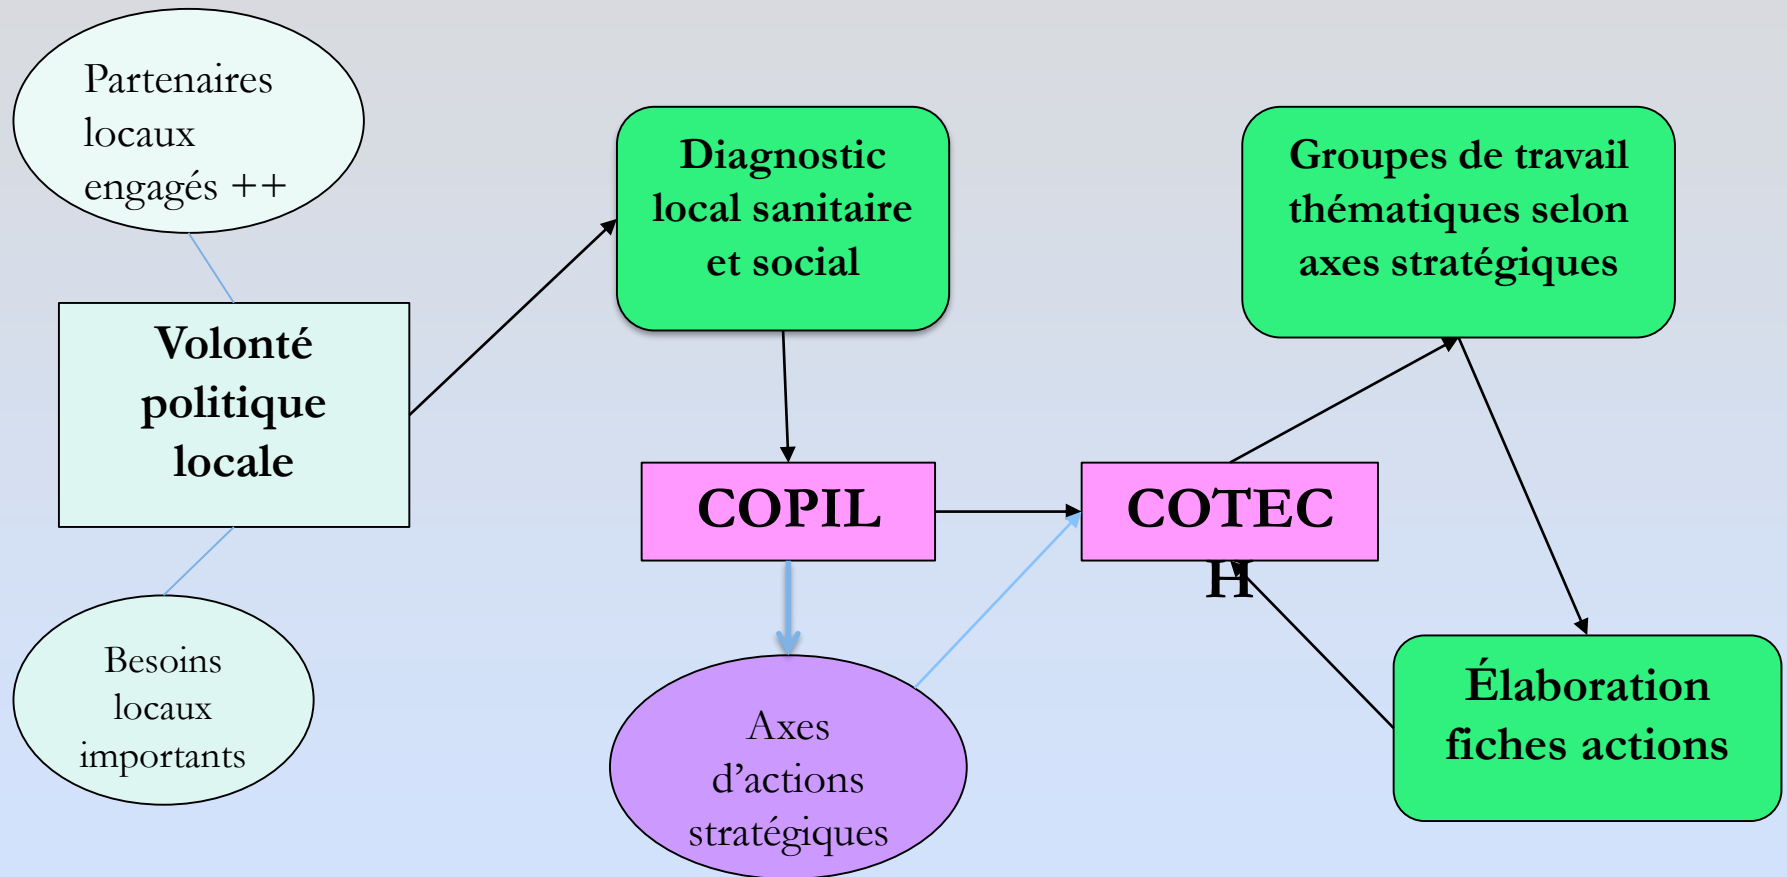 Partenaires
locaux
engagés ++
Volonté
politique
locale
Besoins
locaux
importants
Diagnostic
local sanitaire
et social
COPIL
Axes
d’actions
stratégiques
COTEC
H
Groupes de travail
thématiques selon
axes stratégiques
Élaboration
fiches actions